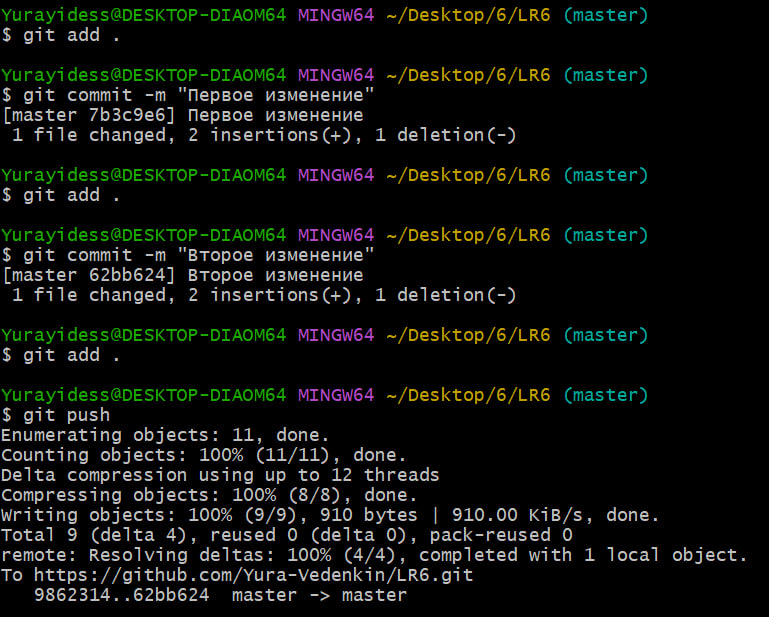 Yurayidess@DESKTOP-DIAOM64 MINGW64 ~/Desktop/6/LR6 (master)
$ git add .
Yurayidess@DESKTOP-DIAOM64 MINGW64 ~/Desktop/6/LR6 (master)
$ git commit -m "Первое изменение"
[master 7b3c9e6] Первое изменение
 1 file changed, 2 insertions(+), 1 deletion(-)
Yurayidess@DESKTOP-DIAOM64 MINGW64 ~/Desktop/6/LR6 (master)
$ git add .
Yurayidess@DESKTOP-DIAOM64 MINGW64 ~/Desktop/6/LR6 (master)
$ git commit -m "Второе изменение"
[master 62bb624] Второе изменение
 1 file changed, 2 insertions(+), 1 deletion(-)
Yurayidess@DESKTOP-DIAOM64 MINGW64 ~/Desktop/6/LR6 (master)
$ git add .
Yurayidess@DESKTOP-DIAOM64 MINGW64 ~/Desktop/6/LR6 (master)
$ git push
Enumerating objects: 11, done.
Counting objects: 100% (11/11), done.
Delta compression using up to 12 threads
Compressing objects: 100% (8/8), done.
Writing objects: 100% (9/9), 910 bytes | 910.00 KiB/s, done.
Total 9 (delta 4), reused 0 (delta 0), pack-reused 0
remote: Resolving deltas: 100% (4/4), completed with 1 local object.
To https://github.com/Yura-Vedenkin/LR6.git
   9862314..62bb624  master -> master